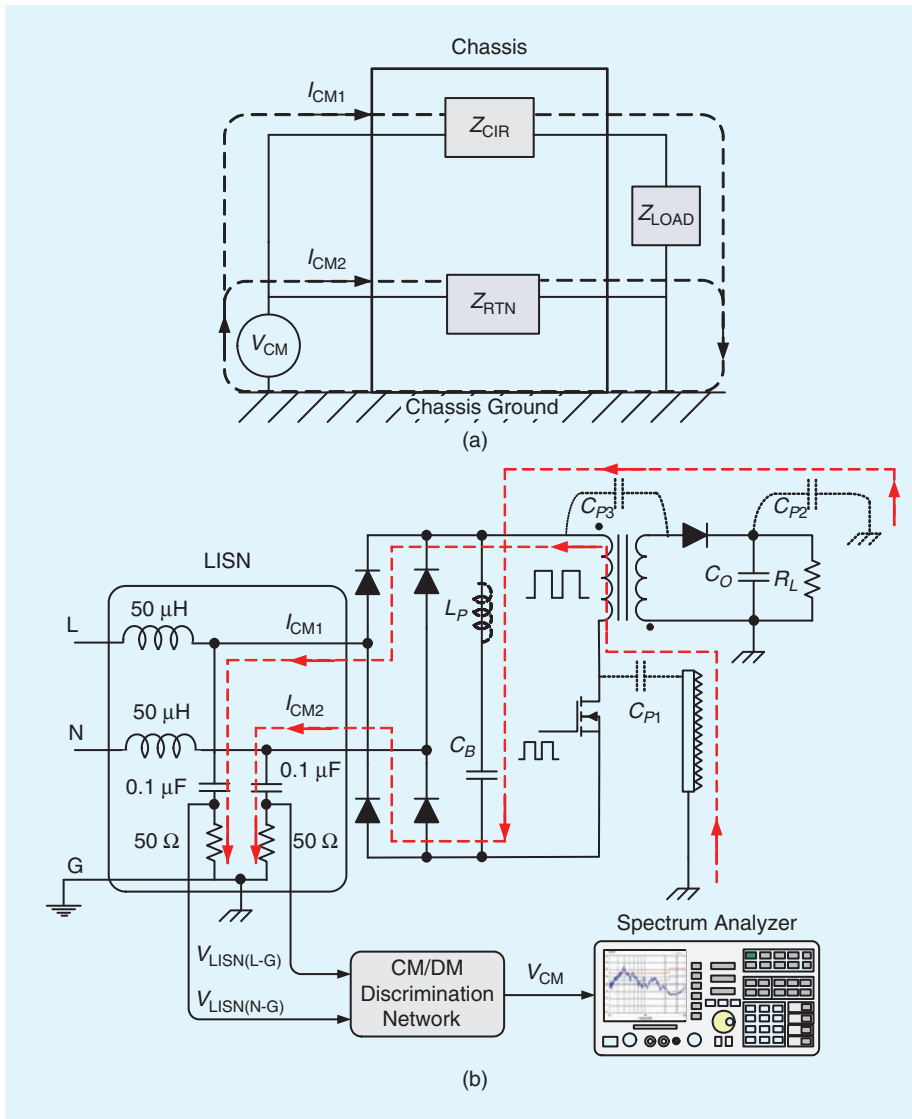 Chassis
I_CM1
Z_CIR
Z_LOAD
I_CM2
Z_RTN
V_CM
Chassis Ground
(a)
C_P3
C_P2
LISN
50 µH
L
I_CM1
L_P
C_O
R_L
50 µH
I_CM2
N
C_P1
C_B
0.1 µF
0.1 µF
50 Ω
50 Ω
G
V_LISN(L-G)
V_LISN(N-G)
CM/DM
Discrimination
Network
V_CM
Spectrum Analyzer
(b)